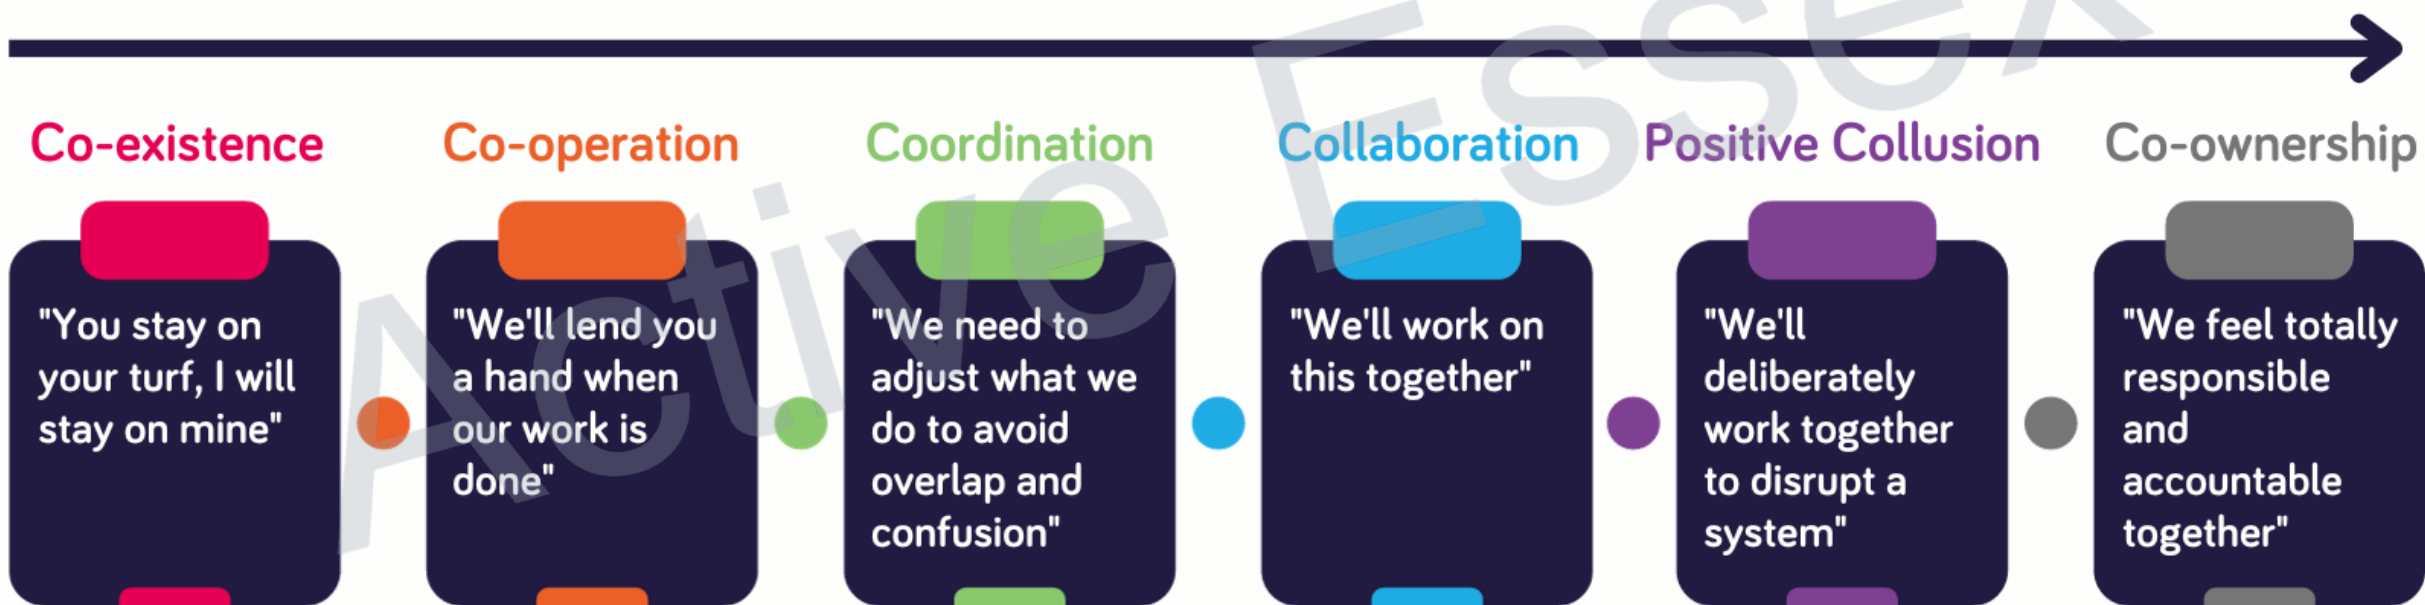 Co-existence
Co-operation
Coordination
Collaboration
Positive Collusion
Co-ownership
"You stay on
your turf, I will
stay on mine"
"We'll lend you
a hand when
our work is
done"
"We need to
adjust what we
do to avoid
overlap and
confusion"
"We'll work on
this together"
"We'll
deliberately
work together
to disrupt a
system"
"We feel totally
responsible
and
accountable
together"
Active Essex